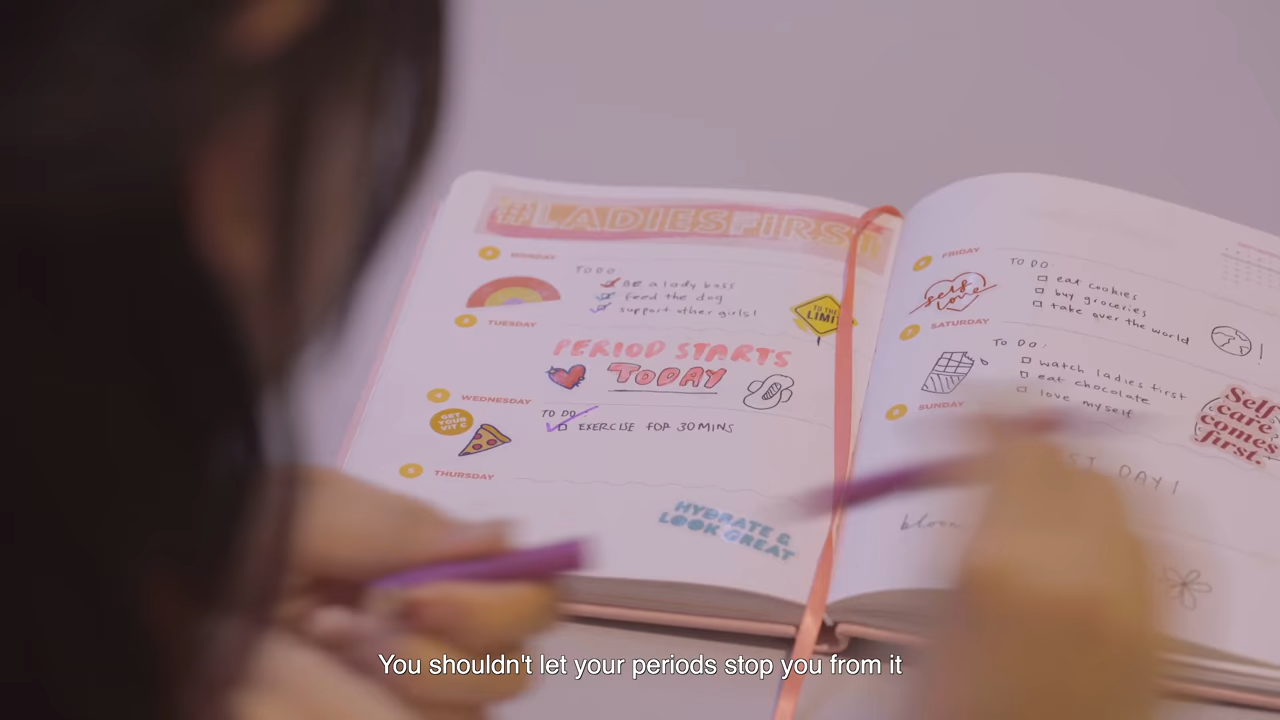 #LADIESFIRST
MONDAY
TO DO
BE a lady boss
feed the dog
support other girls!
TO THE
LIMIT
TUESDAY
PERIOD STARTS
TODAY
WEDNESDAY
GET
YOUR
VIT C
TO DO:
EXERCISE FOR 30 MINS
THURSDAY
HYDRATE &
LOOK GREAT
FRIDAY
TO DO
self
love
eat cookies
buy groceries
take over the world
!
SATURDAY
TO DO:
watch ladies first
eat chocolate
love myself
SUNDAY
Self
care
comes
first.
DAY!
You shouldn't let your periods stop you from it